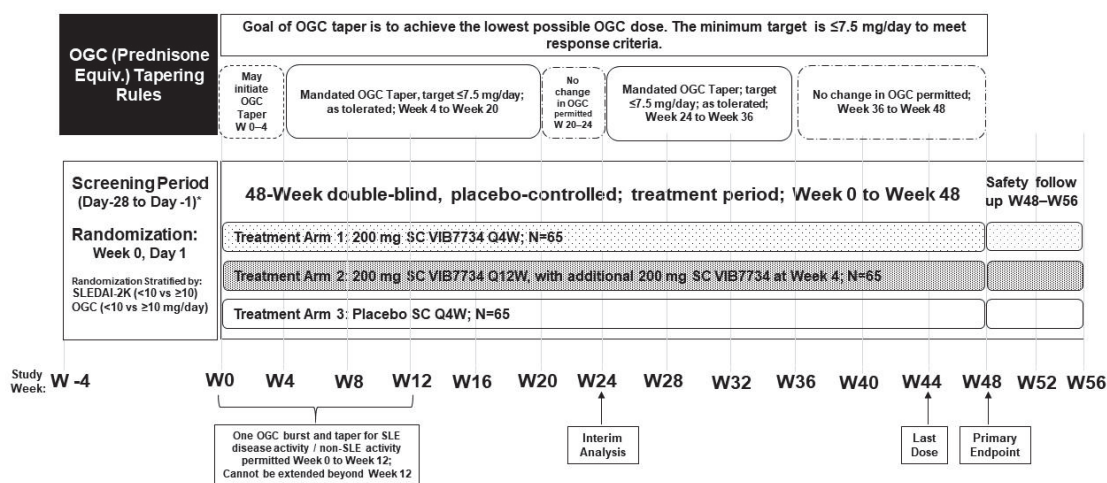 OGC (Prednisone
Equiv.) Tapering
Rules
Goal of OGC taper is to achieve the lowest possible OGC dose. The minimum target is ≤7.5 mg/day to meet
response criteria.
May
initiate
OGC
Taper
W 0–4
Mandated OGC Taper, target ≤7.5 mg/day;
as tolerated; Week 4 to Week 20
No
change
in OGC
permitted
W 20–24
Mandated OGC Taper; target
≤7.5 mg/day; as tolerated;
Week 24 to Week 36
No change in OGC permitted;
Week 36 to Week 48
Screening Period
(Day-28 to Day -1)*
Randomization:
Week 0, Day 1
Randomization Stratified by:
SLEDAI-2K (<10 vs ≥10)
OGC (<10 vs ≥10 mg/day)
48-Week double-blind, placebo-controlled; treatment period; Week 0 to Week 48
Safety follow
up W48–W56
Treatment Arm 1: 200 mg SC VIB7734 Q4W; N=65
Treatment Arm 2: 200 mg SC VIB7734 Q12W, with additional 200 mg SC VIB7734 at Week 4; N=65
Treatment Arm 3: Placebo SC Q4W; N=65
Study
Week:
W -4 W0 W4 W8 W12 W16 W20 W24 W28 W32 W36 W40 W44 W48 W52 W56
One OGC burst and taper for SLE
disease activity / non-SLE activity
permitted Week 0 to Week 12;
Cannot be extended beyond Week 12
Interim
Analysis
Last
Dose
Primary
Endpoint